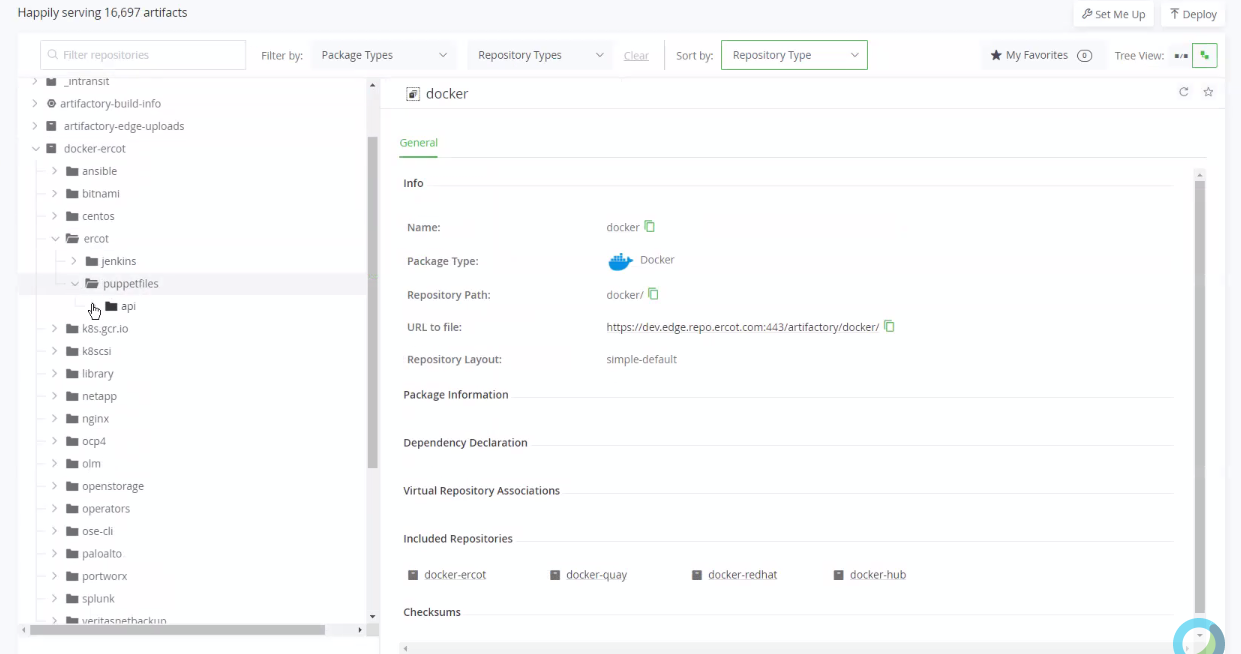 Happily serving 16,697 artifacts
Set Me Up
Deploy
Filter repositories
Filter by:
Package Types
Repository Types
Clear
Sort by:
Repository Type
My Favorites
0
Tree View:
_intransit
artifactory-build-info
artifactory-edge-uploads
docker-ercot
ansible
bitnami
centos
ercot
jenkins
puppetfiles
api
k8s.gcr.io
k8scsi
library
netapp
nginx
ocp4
olm
openstorage
operators
ose-cli
paloalto
portworx
splunk
veritasnetbackup
docker
General
Info
Name: docker
Package Type: Docker
Repository Path: docker/
URL to file: https://dev.edge.repo.ercot.com:443/artifactory/docker/
Repository Layout: simple-default
Package Information
Dependency Declaration
Virtual Repository Associations
Included Repositories
docker-ercot docker-quay docker-redhat docker-hub
Checksums